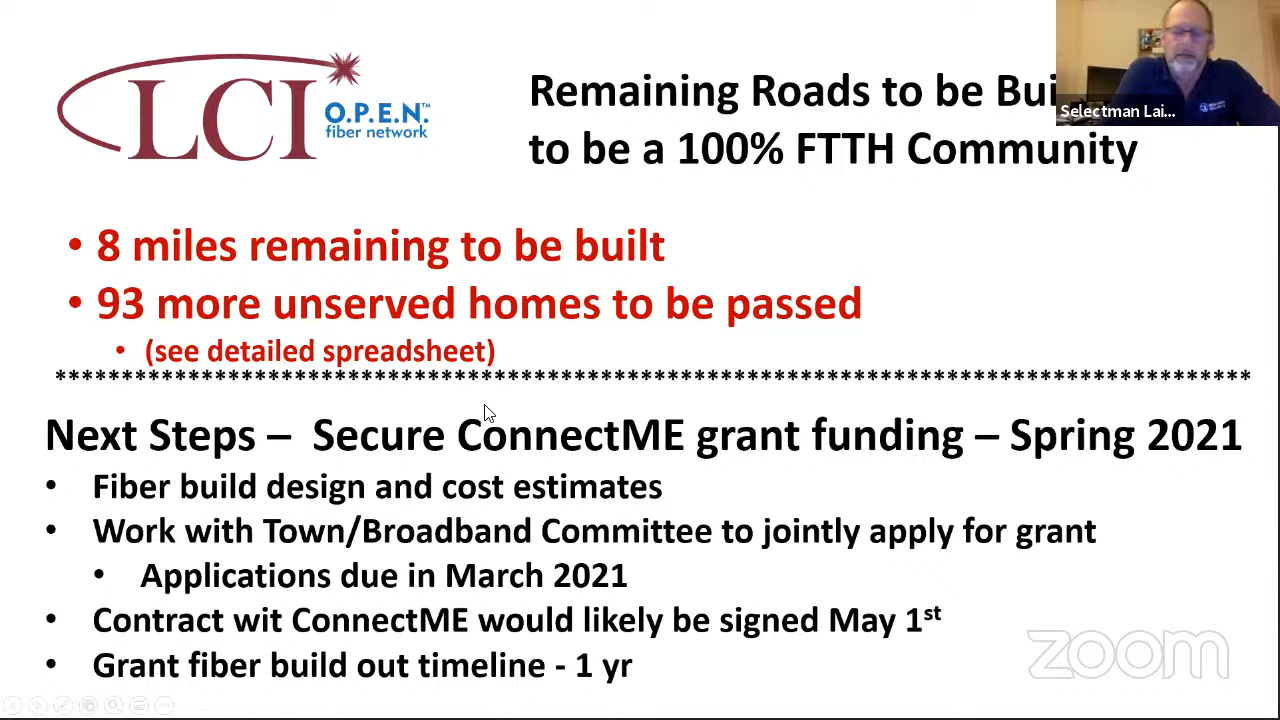 LCI
O.P.E.N.™
fiber network
Remaining Roads to be Bui
to be a 100% FTTH Community
Selectman Lai...
• 8 miles remaining to be built
• 93 more unserved homes to be passed
• (see detailed spreadsheet)
******************************************************************************************
Next Steps – Secure ConnectME grant funding – Spring 2021
• Fiber build design and cost estimates
• Work with Town/Broadband Committee to jointly apply for grant
• Applications due in March 2021
• Contract wit ConnectME would likely be signed May 1st
• Grant fiber build out timeline - 1 yr
zoom